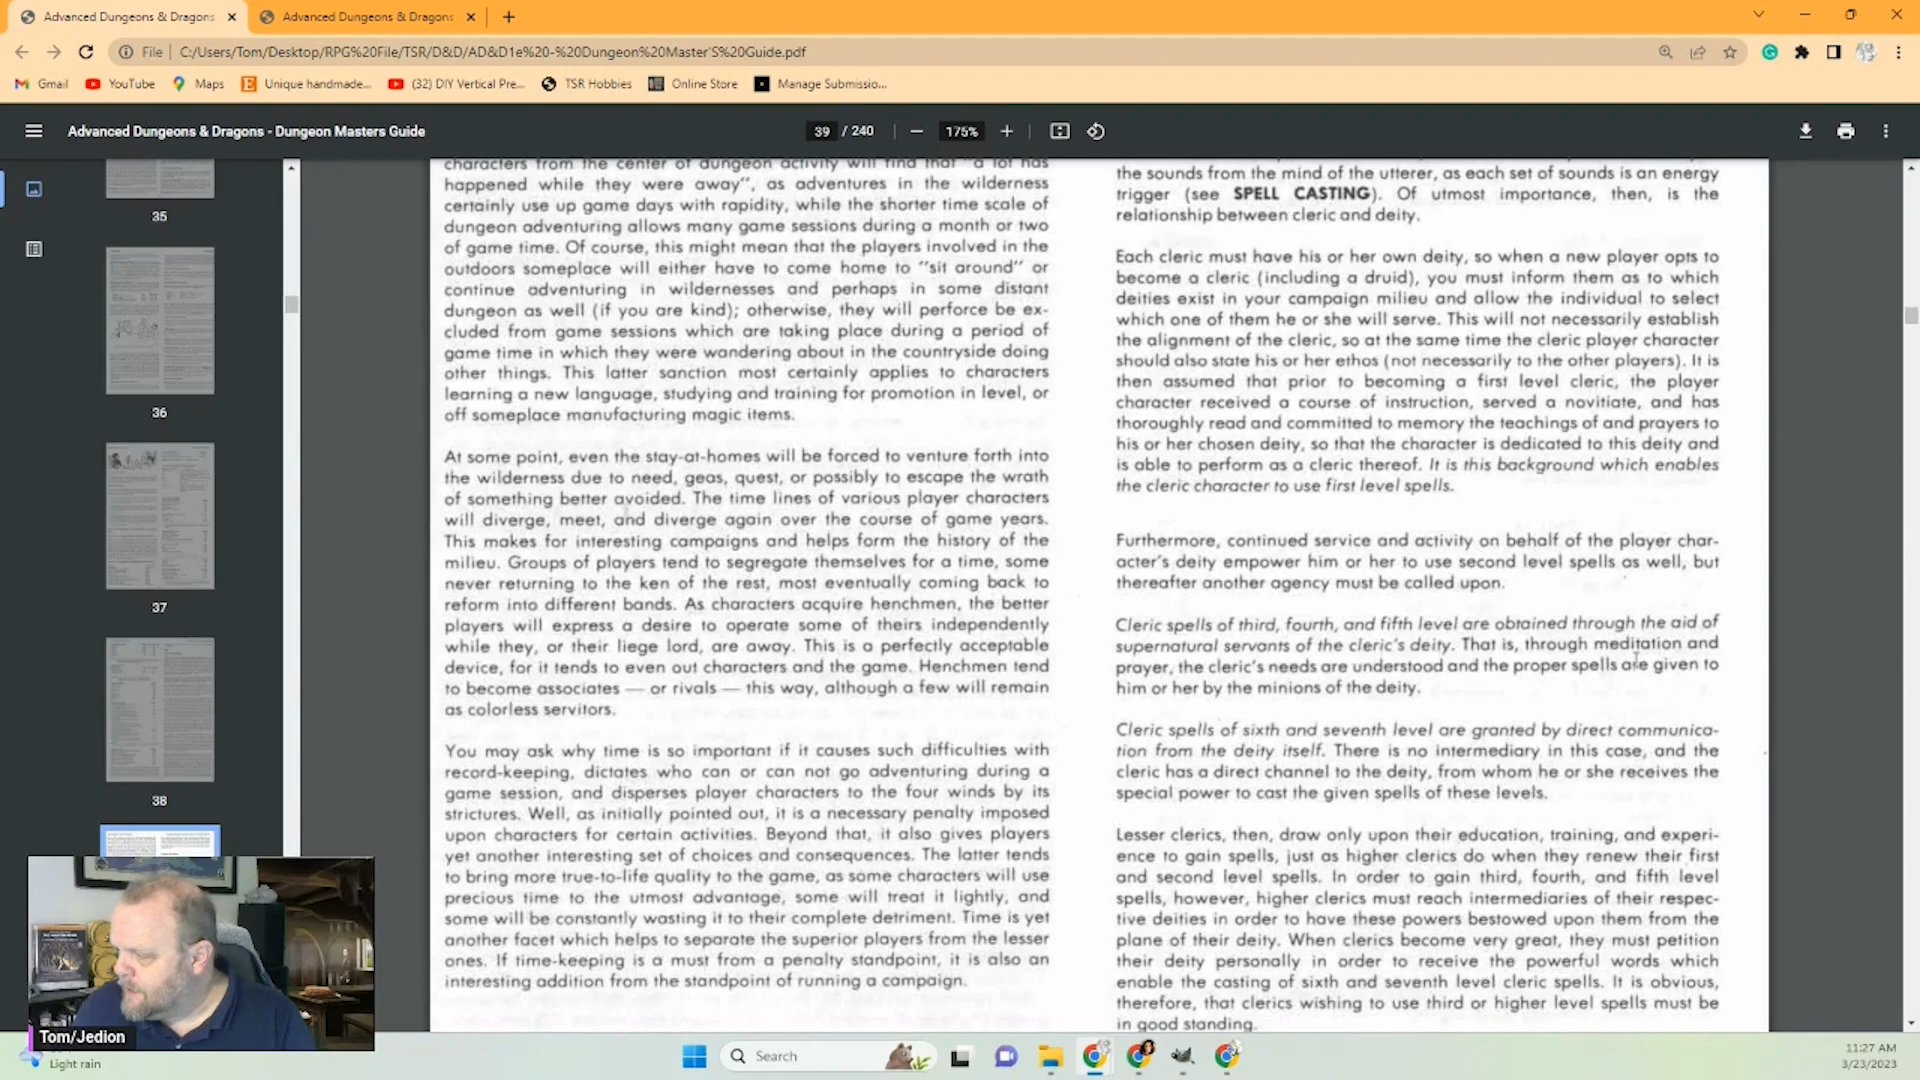 Advanced Dungeons & Dragons
Advanced Dungeons & Dragons
File
C:/Users/Tom/Desktop/RPG%20File/TSR/D&D/AD&D1e%20-%20Dungeon%20Master'S%20Guide.pdf
Gmail
YouTube
Maps
Unique handmade...
(32) DIY Vertical Pre...
TSR Hobbies
Online Store
Manage Submissio...
Advanced Dungeons & Dragons - Dungeon Masters Guide
39 / 240
175%
35
36
37
38
characters from the center of dungeon activity will find that "a lot has
happened while they were away", as adventures in the wilderness
certainly use up game days with rapidity, while the shorter time scale of
dungeon adventuring allows many game sessions during a month or two
of game time. Of course, this might mean that the players involved in the
outdoors someplace will either have to come home to "sit around" or
continue adventuring in wildernesses and perhaps in some distant
dungeon as well (if you are kind); otherwise, they will perforce be ex-
cluded from game sessions which are taking place during a period of
game time in which they were wandering about in the countryside doing
other things. This latter sanction most certainly applies to characters
learning a new language, studying and training for promotion in level, or
off someplace manufacturing magic items.
At some point, even the stay-at-homes will be forced to venture forth into
the wilderness due to need, geas, quest, or possibly to escape the wrath
of something better avoided. The time lines of various player characters
will diverge, meet, and diverge again over the course of game years.
This makes for interesting campaigns and helps form the history of the
milieu. Groups of players tend to segregate themselves for a time, some
never returning to the ken of the rest, most eventually coming back to
reform into different bands. As characters acquire henchmen, the better
players will express a desire to operate some of theirs independently
while they, or their liege lord, are away. This is a perfectly acceptable
device, for it tends to even out characters and the game. Henchmen tend
to become associates — or rivals — this way, although a few will remain
as colorless servitors.
You may ask why time is so important if it causes such difficulties with
record-keeping, dictates who can or can not go adventuring during a
game session, and disperses player characters to the four winds by its
strictures. Well, as initially pointed out, it is a necessary penalty imposed
upon characters for certain activities. Beyond that, it also gives players
yet another interesting set of choices and consequences. The latter tends
to bring more true-to-life quality to the game, as some characters will use
precious time to the utmost advantage, some will treat it lightly, and
some will be constantly wasting it to their complete detriment. Time is yet
another facet which helps to separate the superior players from the lesser
ones. If time-keeping is a must from a penalty standpoint, it is also an
interesting addition from the standpoint of running a campaign.
the sounds from the mind of the utterer, as each set of sounds is an energy
trigger (see SPELL CASTING). Of utmost importance, then, is the
relationship between cleric and deity.
Each cleric must have his or her own deity, so when a new player opts to
become a cleric (including a druid), you must inform them as to which
deities exist in your campaign milieu and allow the individual to select
which one of them he or she will serve. This will not necessarily establish
the alignment of the cleric, so at the same time the cleric player character
should also state his or her ethos (not necessarily to the other players). It is
then assumed that prior to becoming a first level cleric, the player
character received a course of instruction, served a novitiate, and has
thoroughly read and committed to memory the teachings of and prayers to
his or her chosen deity, so that the character is dedicated to this deity and
is able to perform as a cleric thereof. It is this background which enables
the cleric character to use first level spells.
Furthermore, continued service and activity on behalf of the player char-
acter's deity empower him or her to use second level spells as well, but
thereafter another agency must be called upon.
Cleric spells of third, fourth, and fifth level are obtained through the aid of
supernatural servants of the cleric's deity. That is, through meditation and
prayer, the cleric's needs are understood and the proper spells are given to
him or her by the minions of the deity.
Cleric spells of sixth and seventh level are granted by direct communica-
tion from the deity itself. There is no intermediary in this case, and the
cleric has a direct channel to the deity, from whom he or she receives the
special power to cast the given spells of these levels.
Lesser clerics, then, draw only upon their education, training, and experi-
ence to gain spells, just as higher clerics do when they renew their first
and second level spells. In order to gain third, fourth, and fifth level
spells, however, higher clerics must reach intermediaries of their respec-
tive deities in order to have these powers bestowed upon them from the
plane of their deity. When clerics become very great, they must petition
their deity personally in order to receive the powerful words which
enable the casting of sixth and seventh level cleric spells. It is obvious,
therefore, that clerics wishing to use third or higher level spells must be
in good standing.
Tom/Jedion
Light rain
Search
11:27 AM
3/23/2023